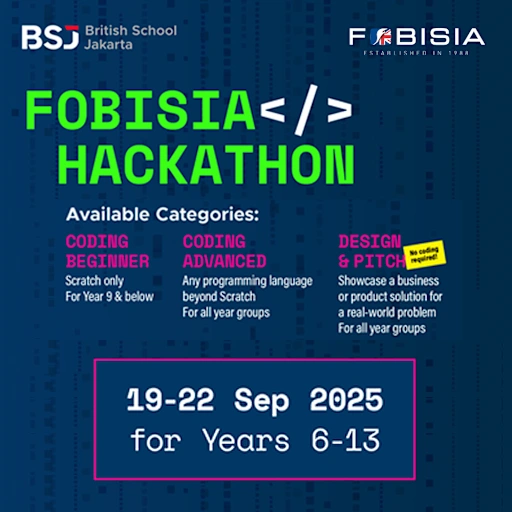 BSJ British School
Jakarta
FOBISIA
ESTABLISHED IN 1988
FOBISIA</>
HACKATHON
Available Categories:
CODING
BEGINNER
Scratch only
For Year 9 & below
CODING
ADVANCED
Any programming language
beyond Scratch
For all year groups
DESIGN
& PITCH
No coding
required!
Showcase a business
or product solution for
a real-world problem
For all year groups
19-22 Sep 2025
for Years 6-13